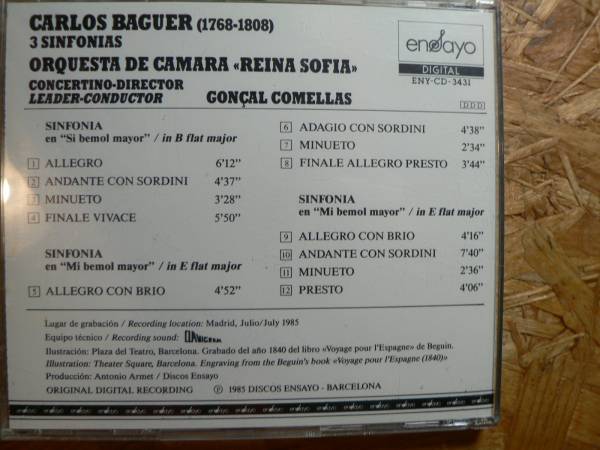 CARLOS BAGUER (1768-1808)
3 SINFONIAS
ORQUESTA DE CAMARA «REINA SOFIA»
CONCERTINO-DIRECTOR
LEADER-CONDUCTOR GONÇAL COMELLAS
ensayo
DIGITAL
ENY-CD-3431
DDD
SINFONIA
en "Si bemol mayor" / in B flat major
1 ALLEGRO 6'12"
2 ANDANTE CON SORDINI 4'37"
3 MINUETO 3'28"
4 FINALE VIVACE 5'50"
SINFONIA
en "Mi bemol mayor" / in E flat major
5 ALLEGRO CON BRIO 4'52"
6 ADAGIO CON SORDINI 4'38"
7 MINUETO 2'34"
8 FINALE ALLEGRO PRESTO 3'44"
SINFONIA
en "Mi bemol mayor" / in E flat major
9 ALLEGRO CON BRIO 4'16"
10 ANDANTE CON SORDINI 7'40"
11 MINUETO 2'36"
12 PRESTO 4'06"
Lugar de grabación / Recording location: Madrid, Julio/July 1985
Equipo técnico / Recording sound:
Ilustración: Plaza del Teatro, Barcelona. Grabado del año 1840 del libro «Voyage pour l'Espagne» de Beguin.
Illustration: Theater Square, Barcelona. Engraving from the Beguin's book «Voyage pour l'Espagne (1840)»
Producción: Antonio Armet / Discos Ensayo
ORIGINAL DIGITAL RECORDING ℗ 1985 DISCOS ENSAYO - BARCELONA